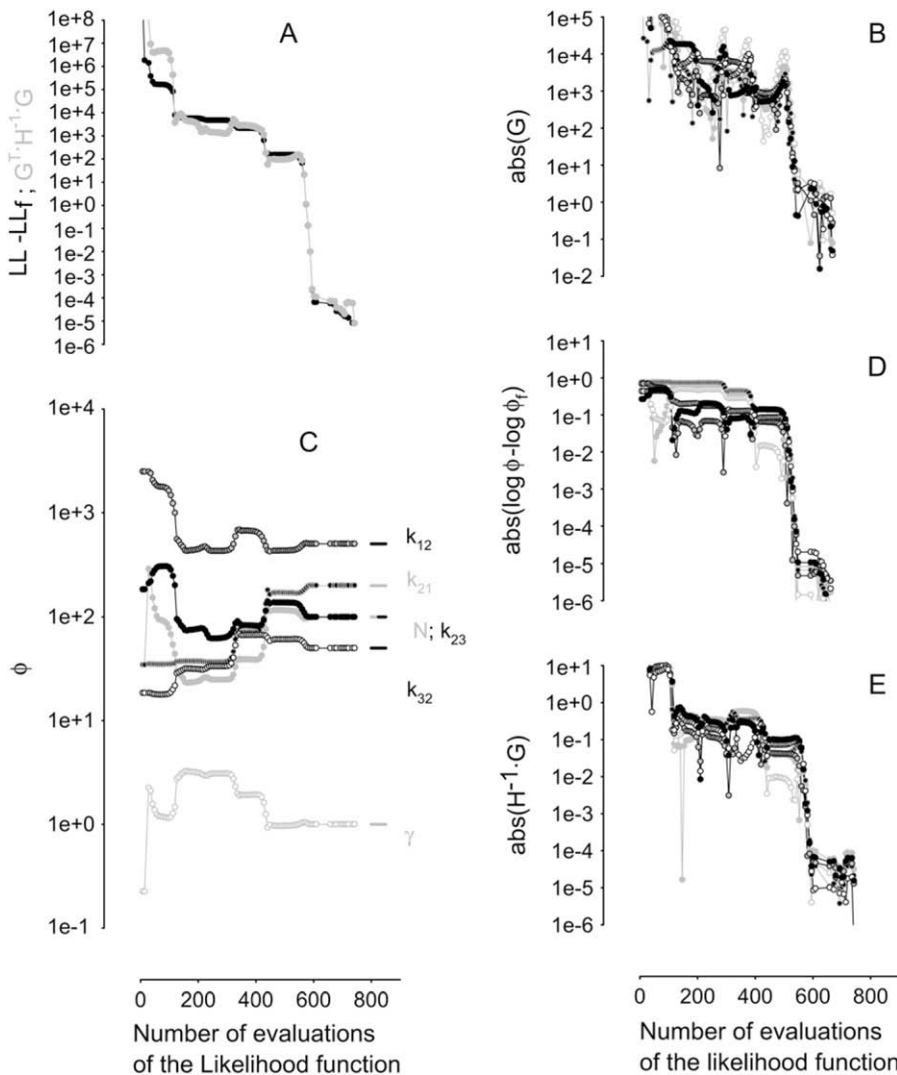 A
LL -LLf ; GT·H-1·G
1e+8
1e+7
1e+6
1e+5
1e+4
1e+3
1e+2
1e+1
1e+0
1e-1
1e-2
1e-3
1e-4
1e-5
1e-6
B
abs(G)
1e+5
1e+4
1e+3
1e+2
1e+1
1e+0
1e-1
1e-2
C
ϕ
1e+4
1e+3
1e+2
1e+1
1e+0
1e-1
k12
k21
N; k23
k32
γ
0 200 400 600 800
Number of evaluations
of the Likelihood function
D
abs(log ϕ-log ϕf)
1e+1
1e+0
1e-1
1e-2
1e-3
1e-4
1e-5
1e-6
E
abs(H-1·G)
1e+1
1e+0
1e-1
1e-2
1e-3
1e-4
1e-5
1e-6
0 200 400 600 800
Number of evaluations
of the likelihood function